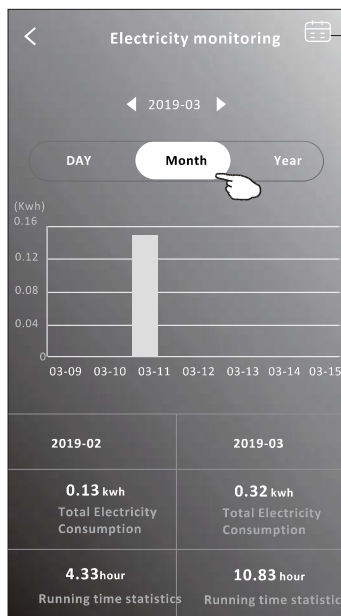 Electricity monitoring
2019-03
DAY Month Year
(Kwh)
0.16
0.12
0.08
0.04
0
03-09 03-10 03-11 03-12 03-13 03-14 03-15
2019-02 2019-03
0.13 kwh 0.32 kwh
Total Electricity Total Electricity
Consumption Consumption
4.33hour 10.83 hour
Running time statistics Running time statistic